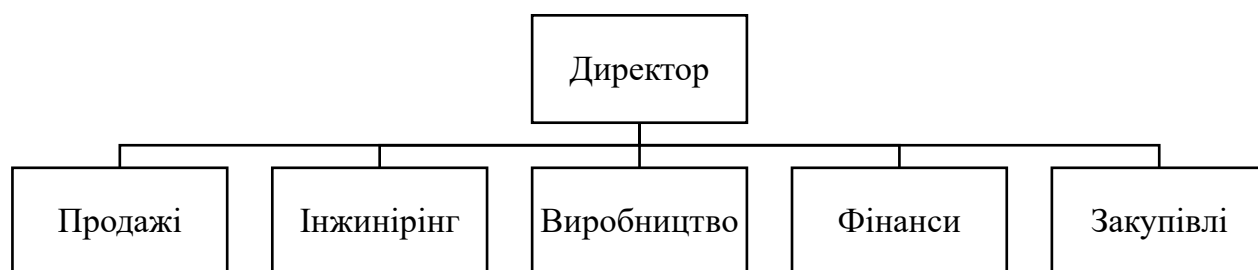 Директор
Продажі
Інжинірінг
Виробництво
Фінанси
Закупівлі